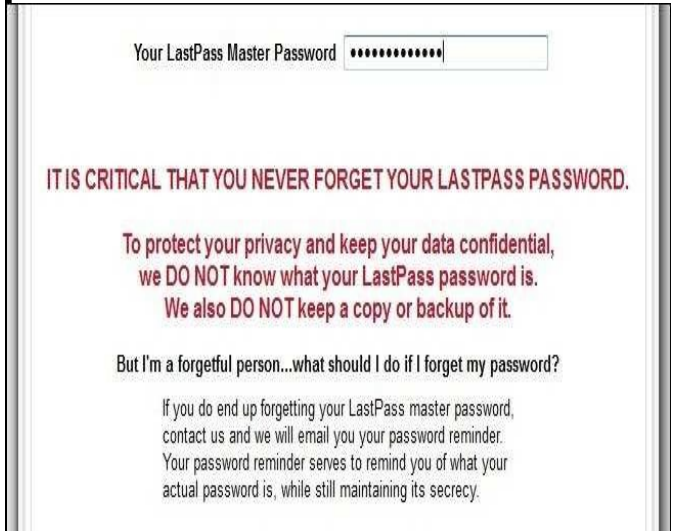 Your LastPass Master Password •••••••••••••
IT IS CRITICAL THAT YOU NEVER FORGET YOUR LASTPASS PASSWORD.
To protect your privacy and keep your data confidential,
we DO NOT know what your LastPass password is.
We also DO NOT keep a copy or backup of it.
But I'm a forgetful person...what should I do if I forget my password?
If you do end up forgetting your LastPass master password,
contact us and we will email you your password reminder.
Your password reminder serves to remind you of what your
actual password is, while still maintaining its secrecy.